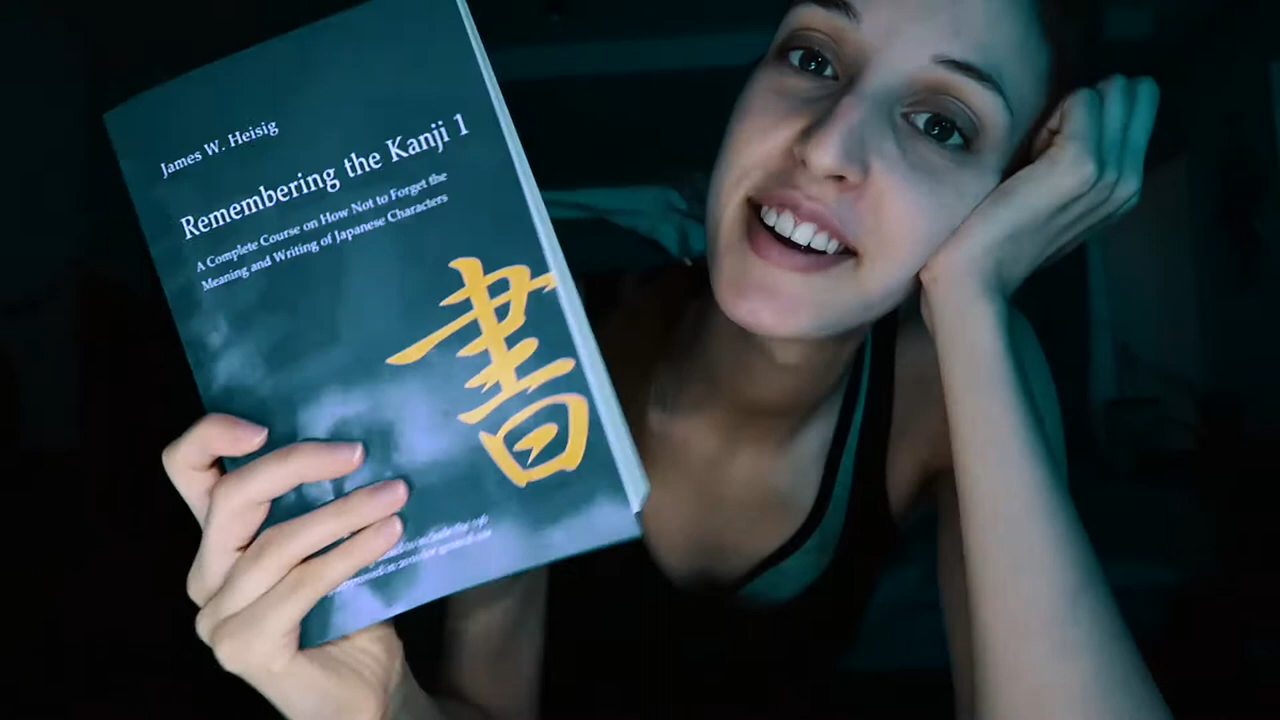 James W. Heisig
Remembering the Kanji 1
A Complete Course on How Not to Forget the
Meaning and Writing of Japanese Characters
書